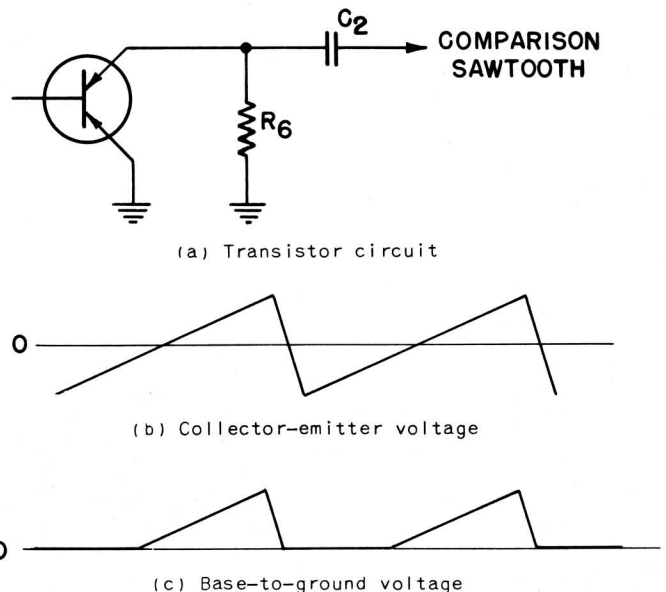 C2
COMPARISON
SAWTOOTH
R6
(a) Transistor circuit
0
(b) Collector-emitter voltage
0
(c) Base-to-ground voltage